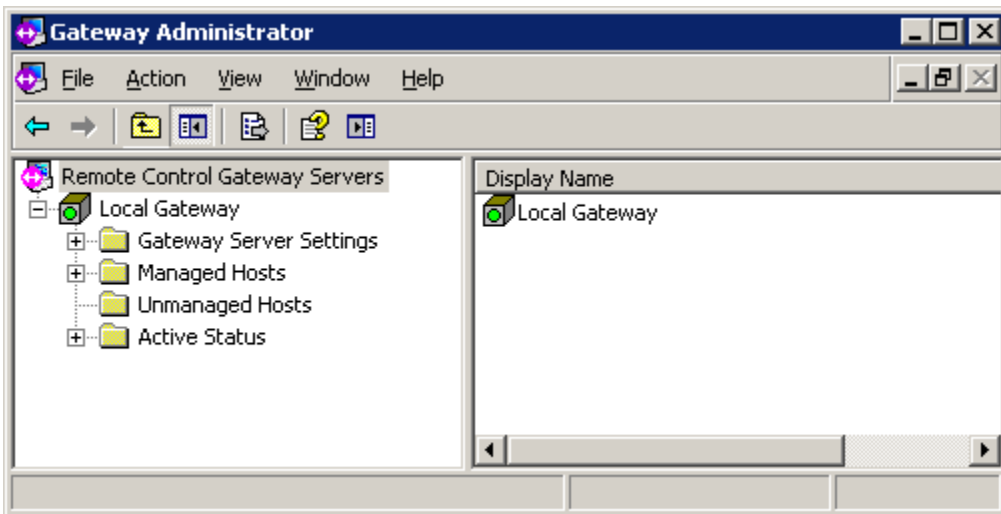 Gateway Administrator
File Action View Window Help
Remote Control Gateway Servers
Local Gateway
Gateway Server Settings
Managed Hosts
Unmanaged Hosts
Active Status
Display Name
Local Gateway